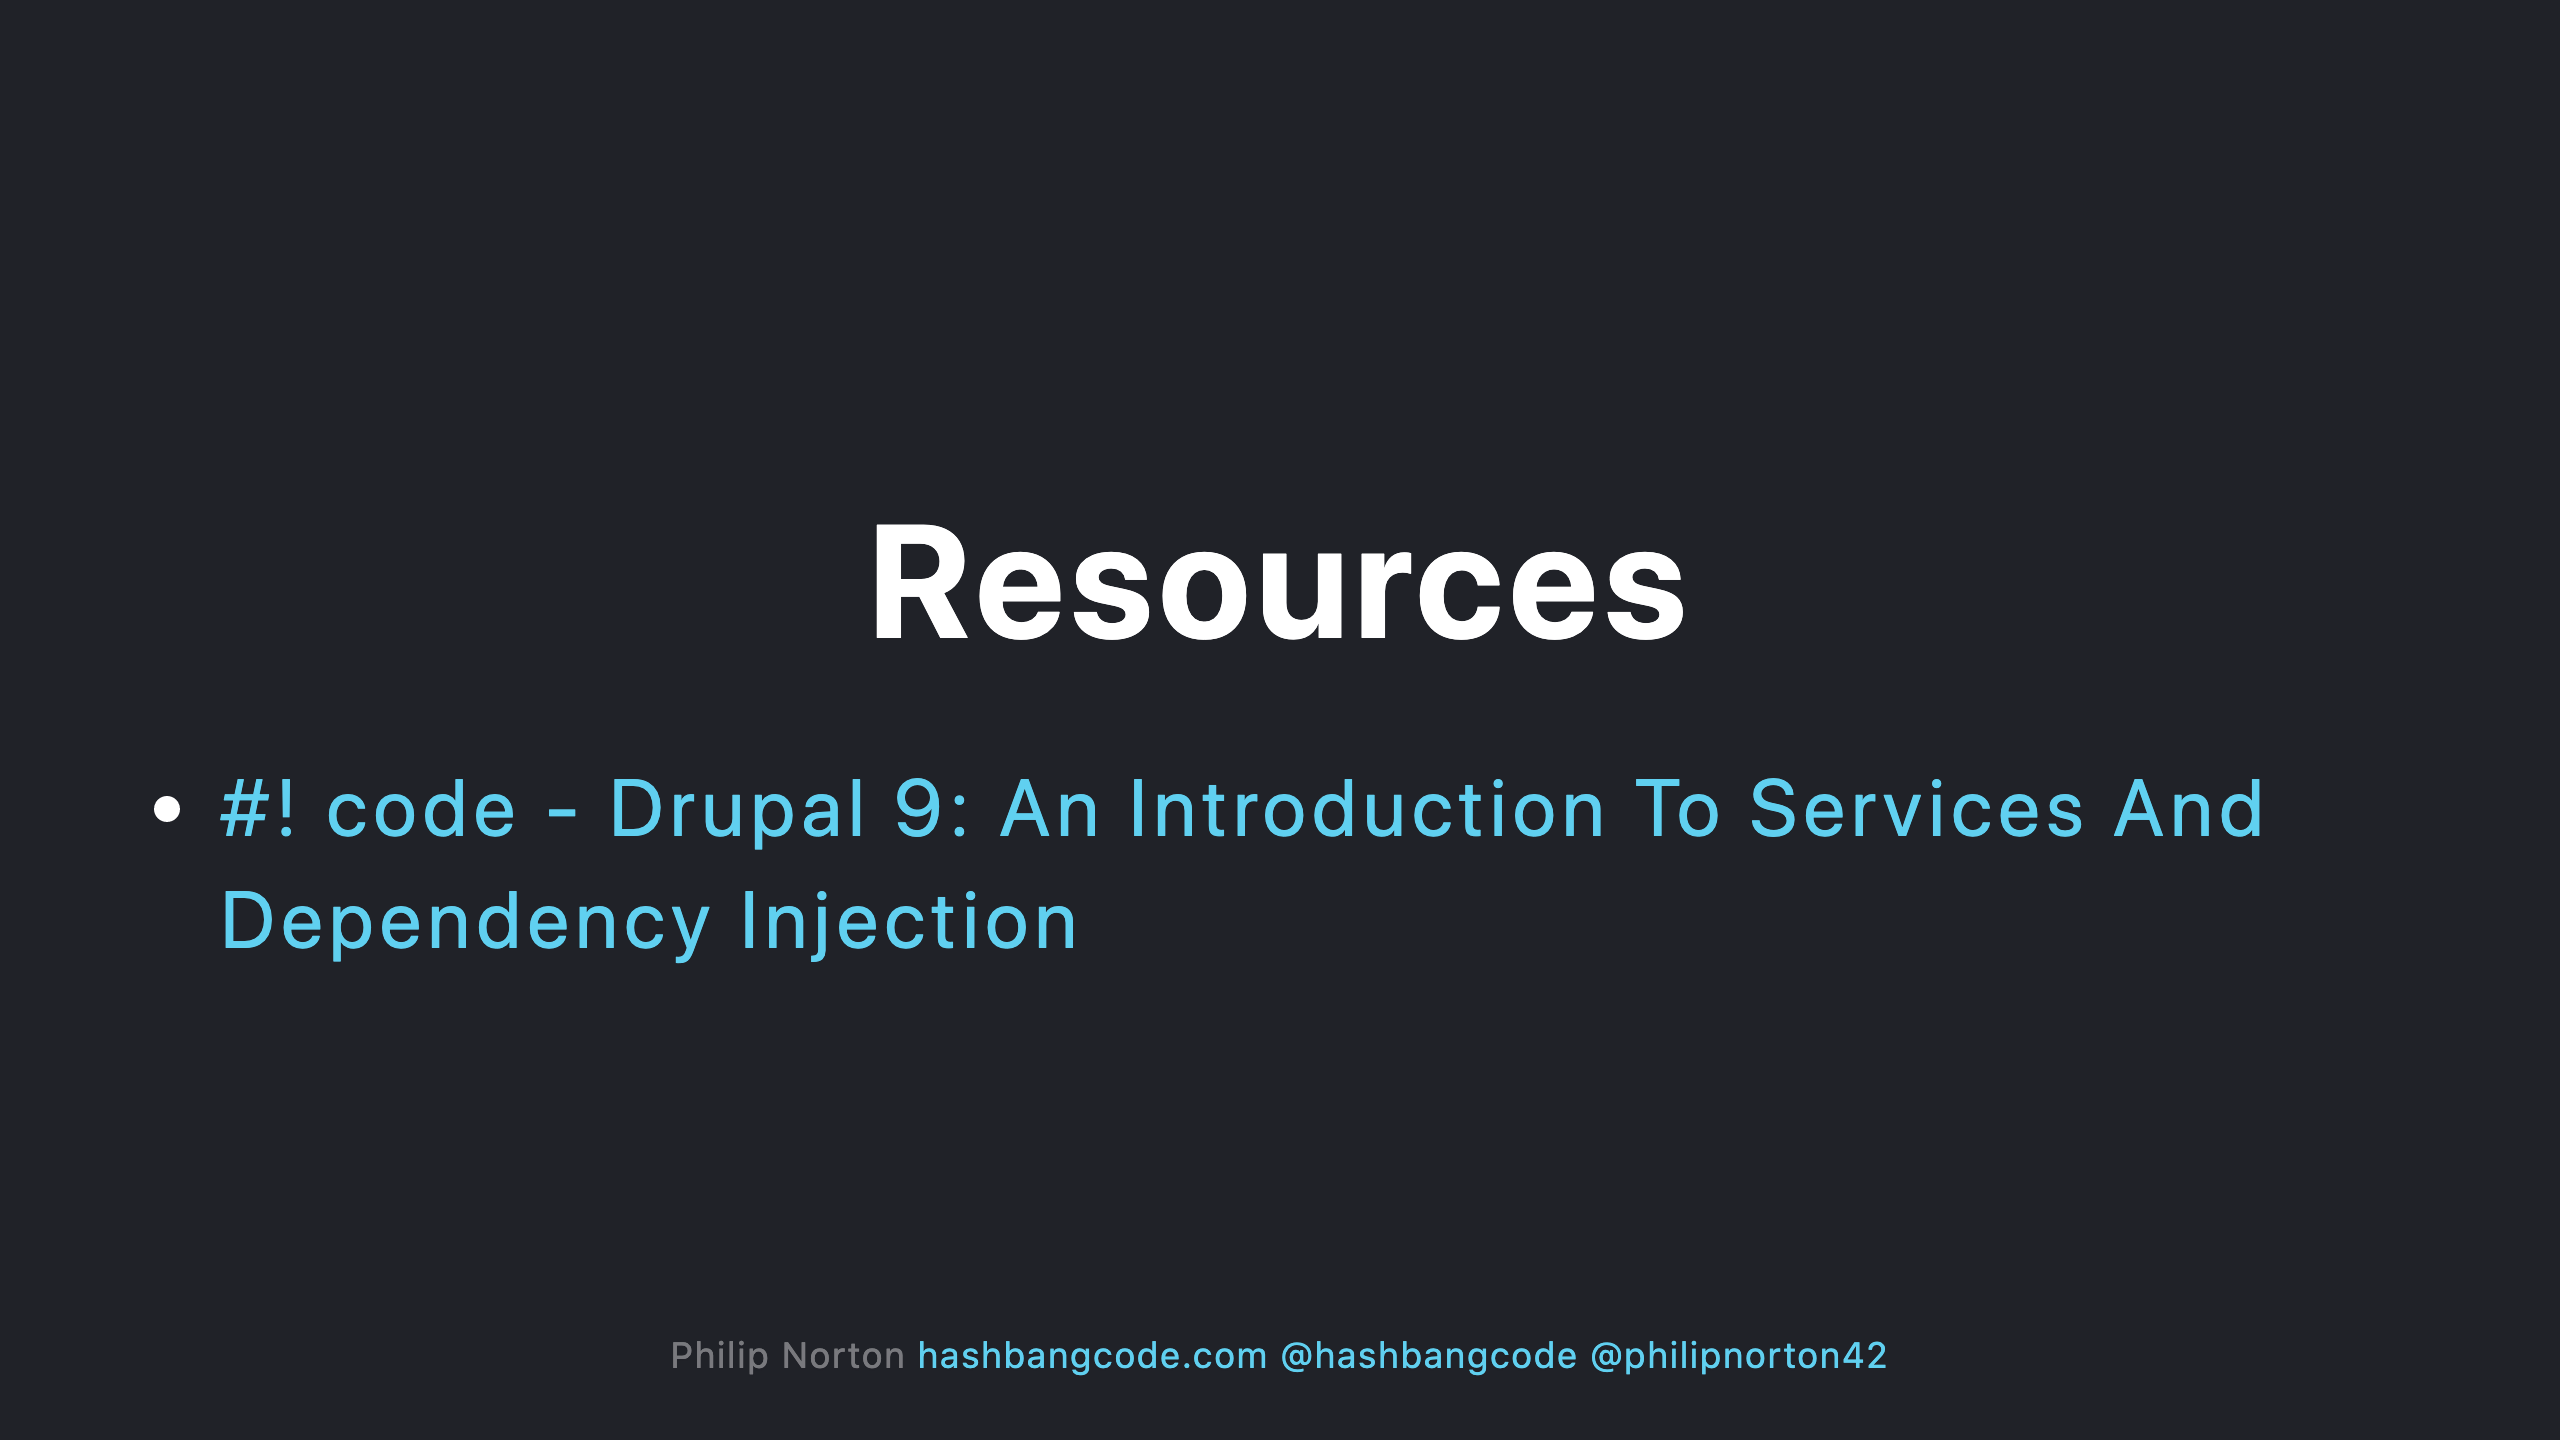 Resources
• #! code - Drupal 9: An Introduction To Services And
Dependency Injection
Philip Norton hashbangcode.com @hashbangcode @philipnorton42